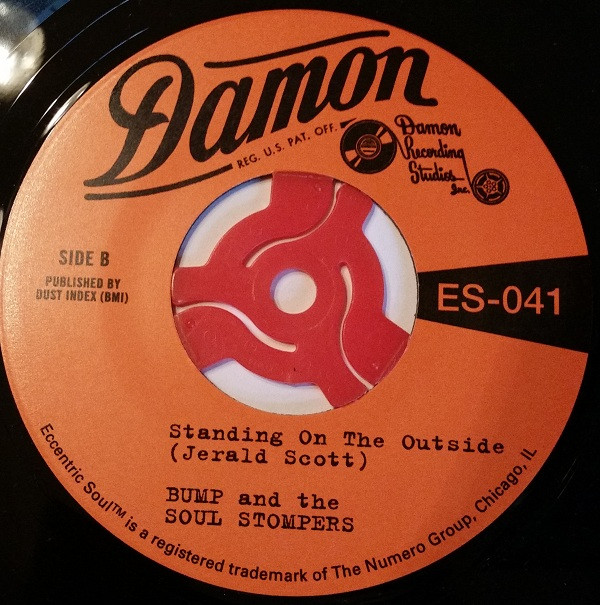 Damon
REG. U.S. PAT. OFF.
Damon
Recording
Studios
Inc.
SIDE B
PUBLISHED BY
DUST INDEX (BMI)
ES-041
Standing On The Outside
(Jerald Scott)
BUMP and the
SOUL STOMPERS
Eccentric Soul™ is a registered trademark of The Numero Group, Chicago, IL